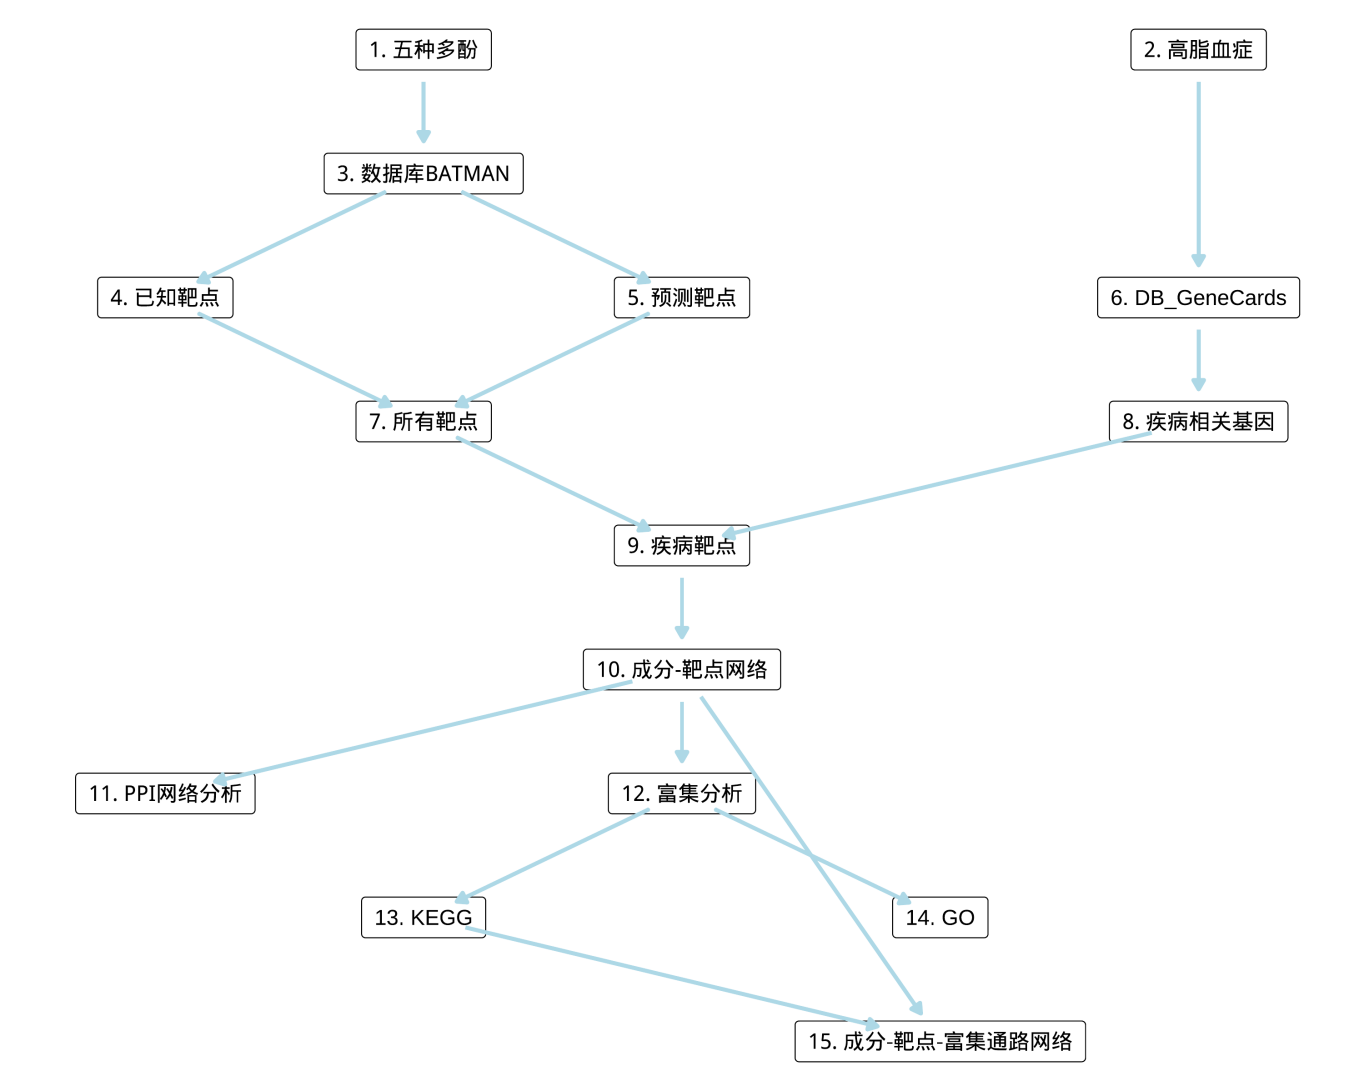 1. 五种多酚
2. 高脂血症
3. 数据库BATMAN
4. 已知靶点
5. 预测靶点
6. DB_GeneCards
7. 所有靶点
8. 疾病相关基因
9. 疾病靶点
10. 成分-靶点网络
11. PPI网络分析
12. 富集分析
13. KEGG
14. GO
15. 成分-靶点-富集通路网络